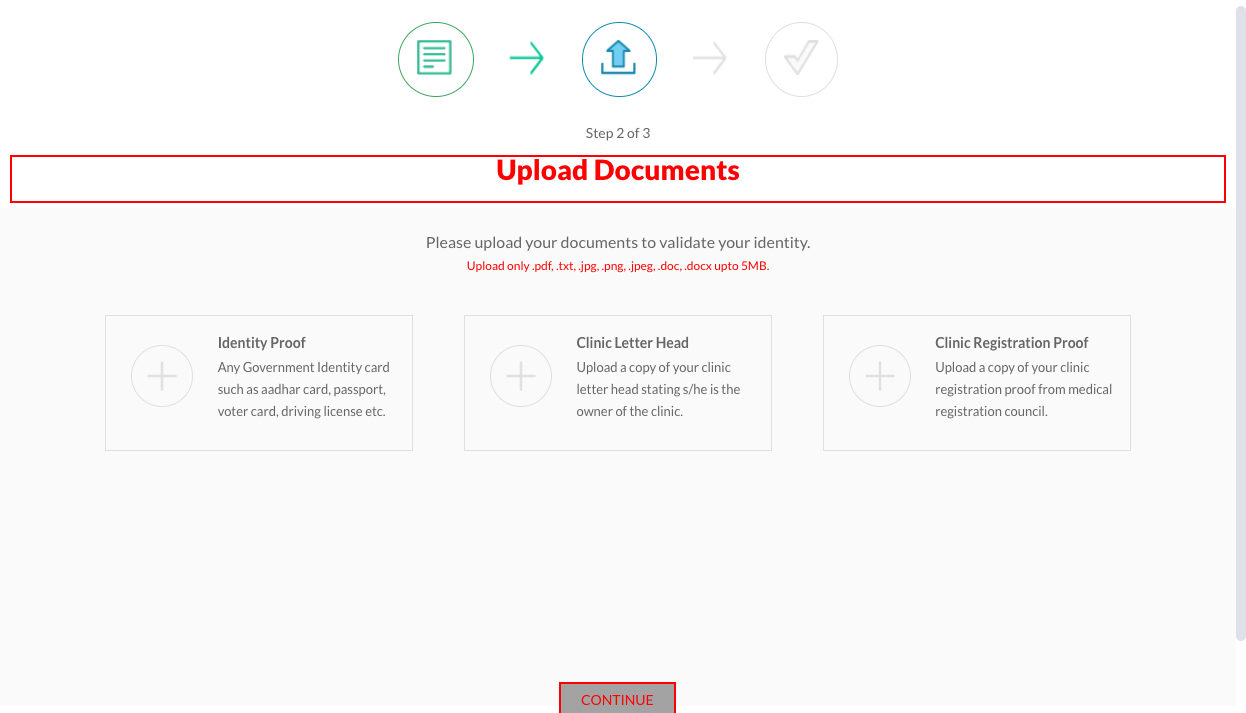 Step 2 of 3
Upload Documents
Please upload your documents to validate your identity.
Upload only .pdf, .txt, .jpg, .png, .jpeg, .doc, .docx upto 5MB.
Identity Proof
Any Government Identity card
such as aadhar card, passport,
voter card, driving license etc.
Clinic Letter Head
Upload a copy of your clinic
letter head stating s/he is the
owner of the clinic.
Clinic Registration Proof
Upload a copy of your clinic
registration proof from medical
registration council.
CONTINUE